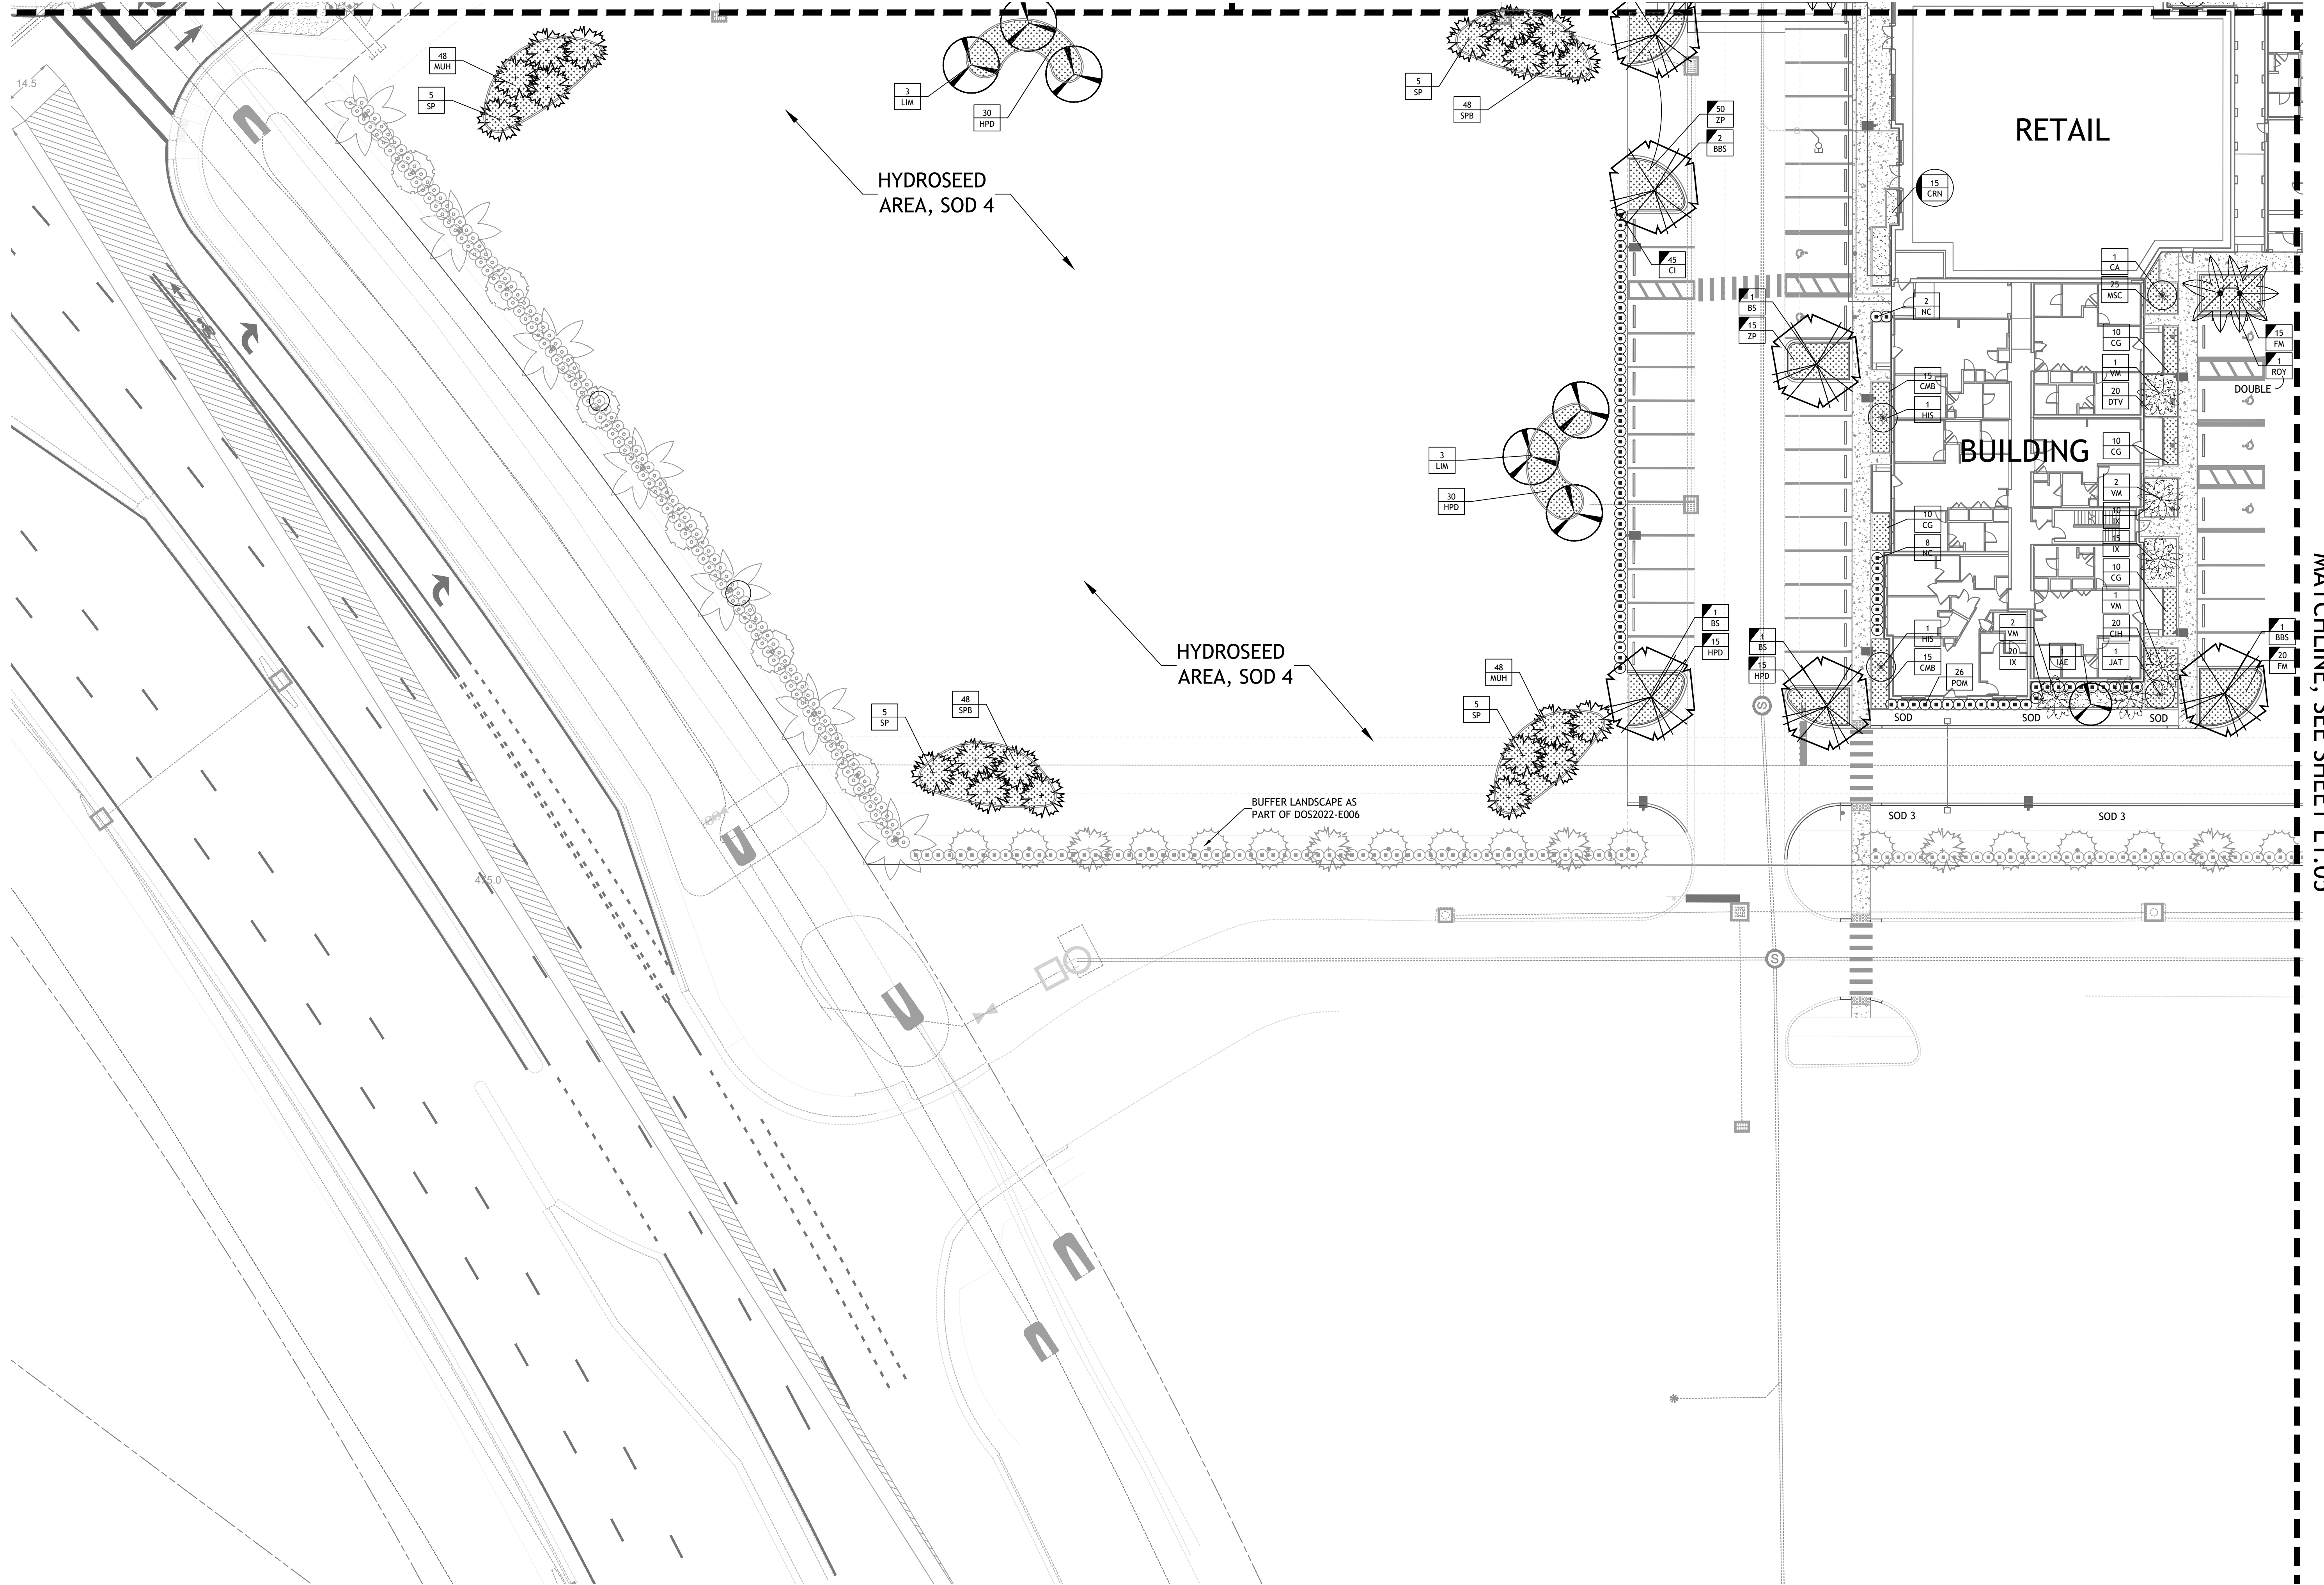 14.5
48
MUH
5
SP
3
LIM
30
HPD
5
SP
48
SPB
50
ZP
2
BBS
RETAIL
HYDROSEED
AREA, SOD 4
15
CRN
45
CI
1
CA
25
MSC
1
BS
15
ZP
2
NC
10
CG
15
FM
1
ROY
DOUBLE
1
VM
20
DTV
15
CMB
1
HIS
BUILDING
10
CG
3
LIM
30
HPD
2
VM
10
IX
10
CG
8
NC
15
IX
10
CG
1
VM
20
CIH
1
JAT
1
BS
15
HPD
1
BS
15
HPD
1
HIS
15
CMB
2
VM
20
IX
1
IAE
26
POM
1
BBS
20
FM
HYDROSEED
AREA, SOD 4
48
MUH
5
SP
5
SP
48
SPB
SOD
SOD
SOD
S
BUFFER LANDSCAPE AS
PART OF DOS2022-E006
SOD 3
SOD 3
S
MATCHLINE, SEE SHEET L1.05